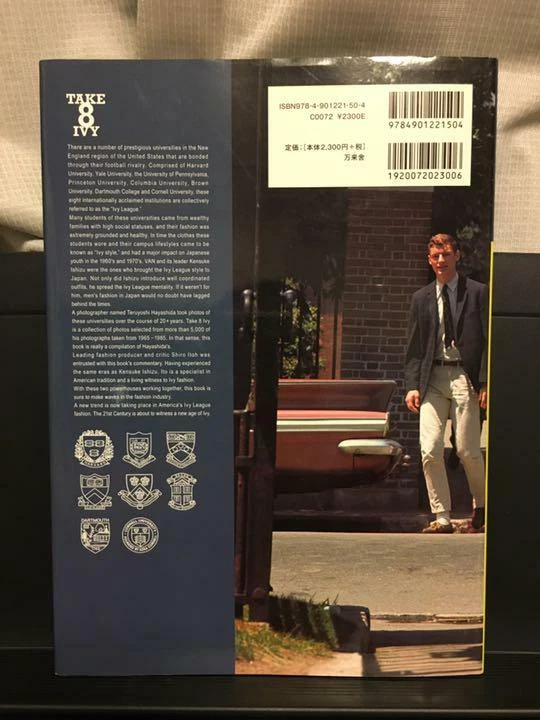 TAKE
8
IVY
There are a number of prestigious universities in the New
England region of the United States that are bonded
through their football rivalry. Comprised of Harvard
University, Yale University, the University of Pennsylvania,
Princeton University, Columbia University, Brown
University, Dartmouth College and Cornell University, these
eight internationally acclaimed institutions are collectively
referred to as the "Ivy League."
Many students of these universities came from wealthy
families with high social statuses, and their fashion was
extremely grounded and healthy. In time the clothes these
students wore and their campus lifestyles came to be
known as "Ivy style," and had a major impact on Japanese
youth in the 1960's and 1970's. VAN and its leader Kensuke
Ishizu were the ones who brought the Ivy League style to
Japan. Not only did Ishizu introduce well coordinated
outfits, he spread the Ivy League mentality. If it weren't for
him, men's fashion in Japan would no doubt have lagged
behind the times.
A photographer named Teruyoshi Hayashida took photos of
these universities over the course of 20+ years. Take 8 Ivy
is a collection of photos selected from more than 5,000 of
his photographs taken from 1965-1985. In that sense, this
book is really a compilation of Hayashida's.
Leading fashion producer and critic Shiro Itoh was
entrusted with this book's commentary. Having experienced
the same eras as Kensuke Ishizu, Ito is a specialist in
American tradition and a living witness to Ivy fashion.
With these two powerhouses working together, this book is
sure to make waves in the fashion industry.
A new trend is now taking place in America's Ivy League
fashion. The 21st Century is about to witness a new age of Ivy.
HARVARD
DARTMOUTH
ISBN978-4-901221-50-4
C0072 ¥2300E
定価:[本体2,300円+税]
万来舎
9784901221504
1920072023006